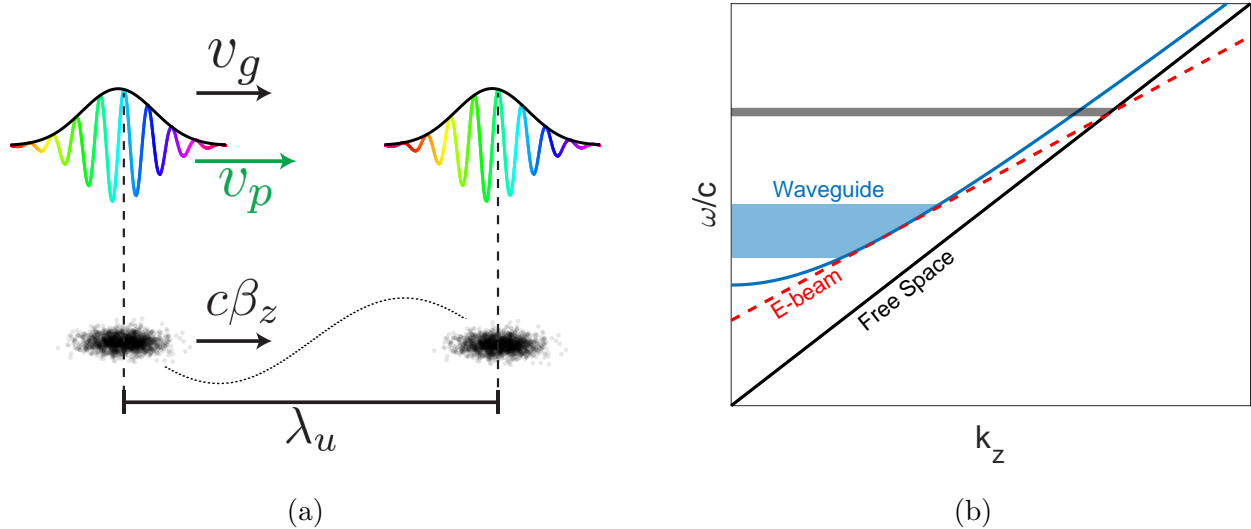 v_g
v_p
cβ_z
λ_u
(a)
ω/c
Waveguide
E-beam
Free Space
k_z
(b)